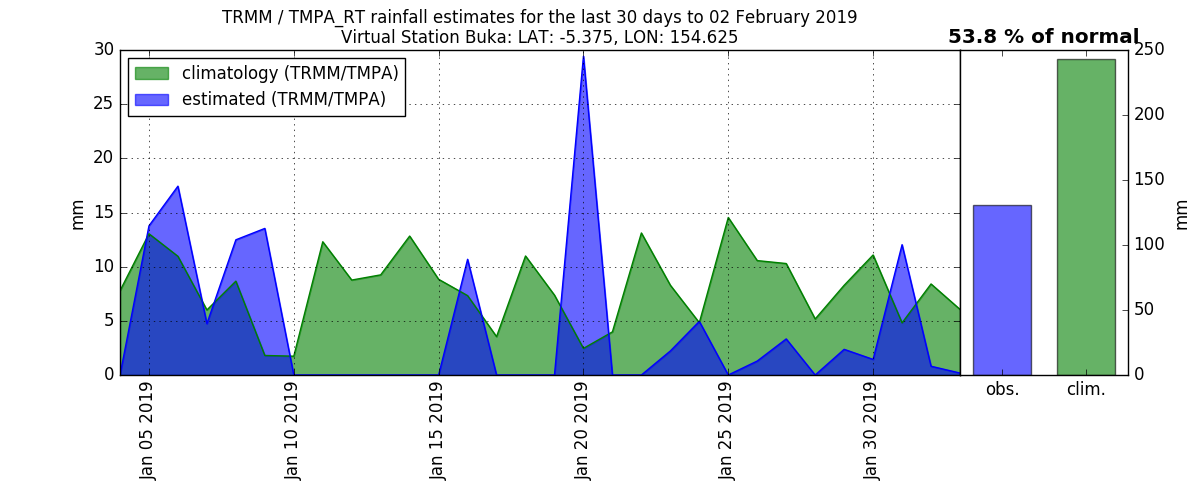 TRMM / TMPA_RT rainfall estimates for the last 30 days to 02 February 2019
Virtual Station Buka: LAT: -5.375, LON: 154.625
53.8 % of normal
climatology (TRMM/TMPA)
estimated (TRMM/TMPA)
30
25
20
15
10
5
0
mm
Jan 05 2019
Jan 10 2019
Jan 15 2019
Jan 20 2019
Jan 25 2019
Jan 30 2019
obs.
clim.
250
200
150
100
50
0
mm